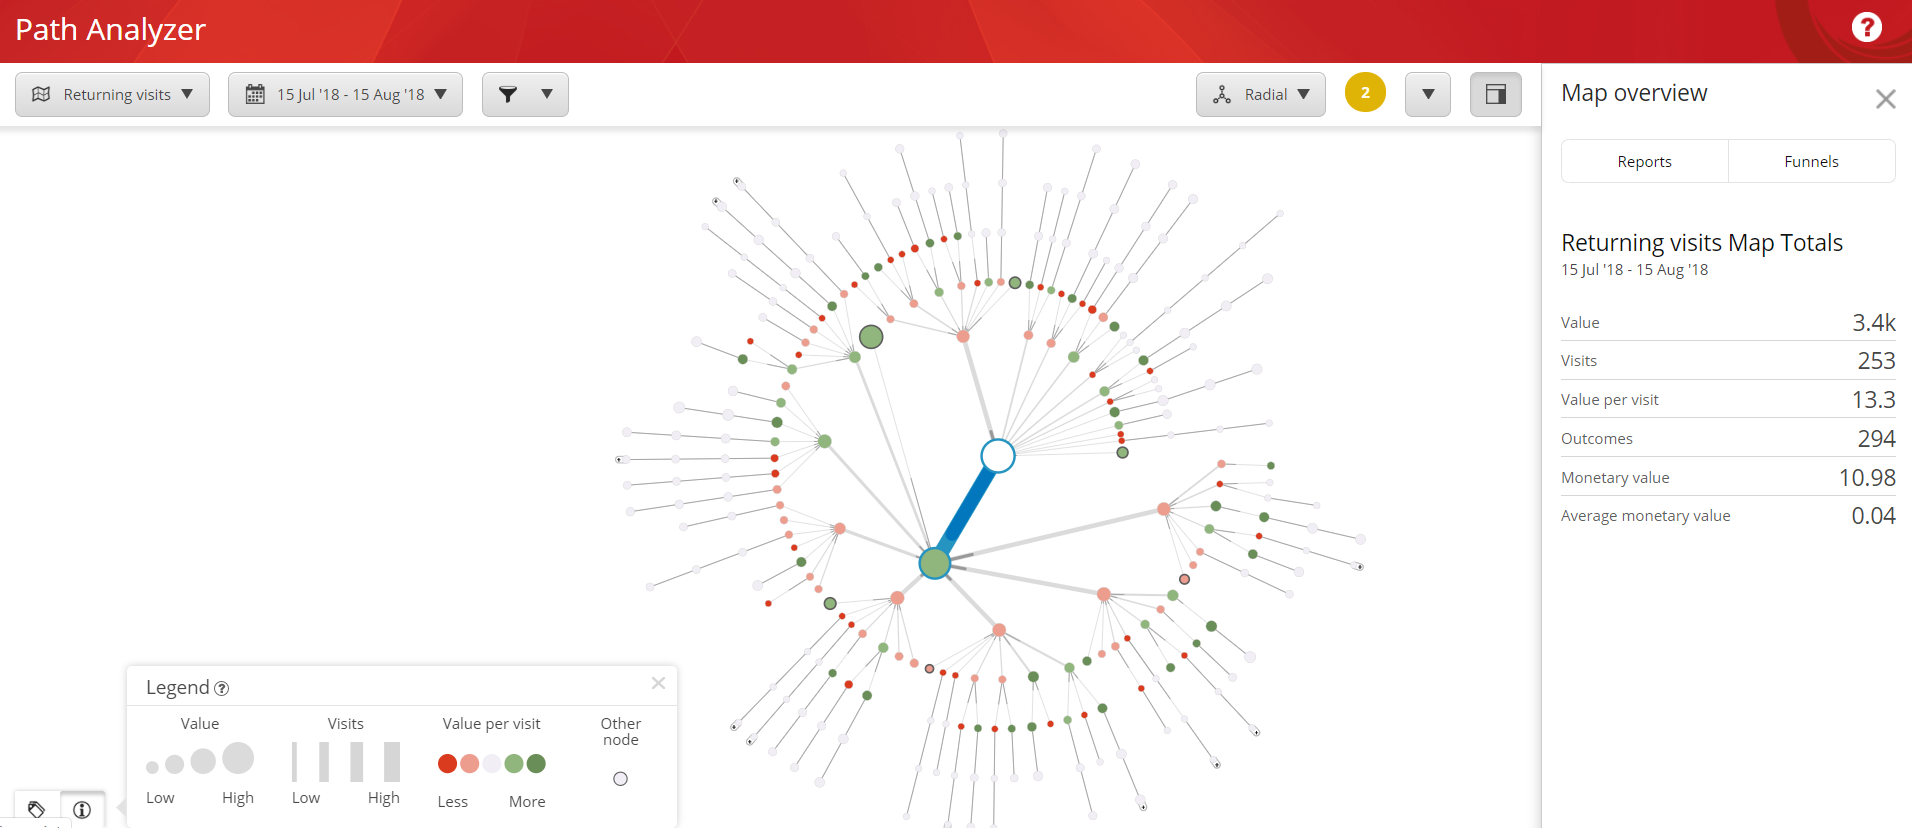 Path Analyzer
?
Returning visits
15 Jul '18 - 15 Aug '18
Radial
2
Map overview
Reports
Funnels
Returning visits Map Totals
15 Jul '18 - 15 Aug '18
Value 3.4k
Visits 253
Value per visit 13.3
Outcomes 294
Monetary value 10.98
Average monetary value 0.04
Legend ?
Value
Visits
Value per visit
Other
node
Low High
Low High
Less More